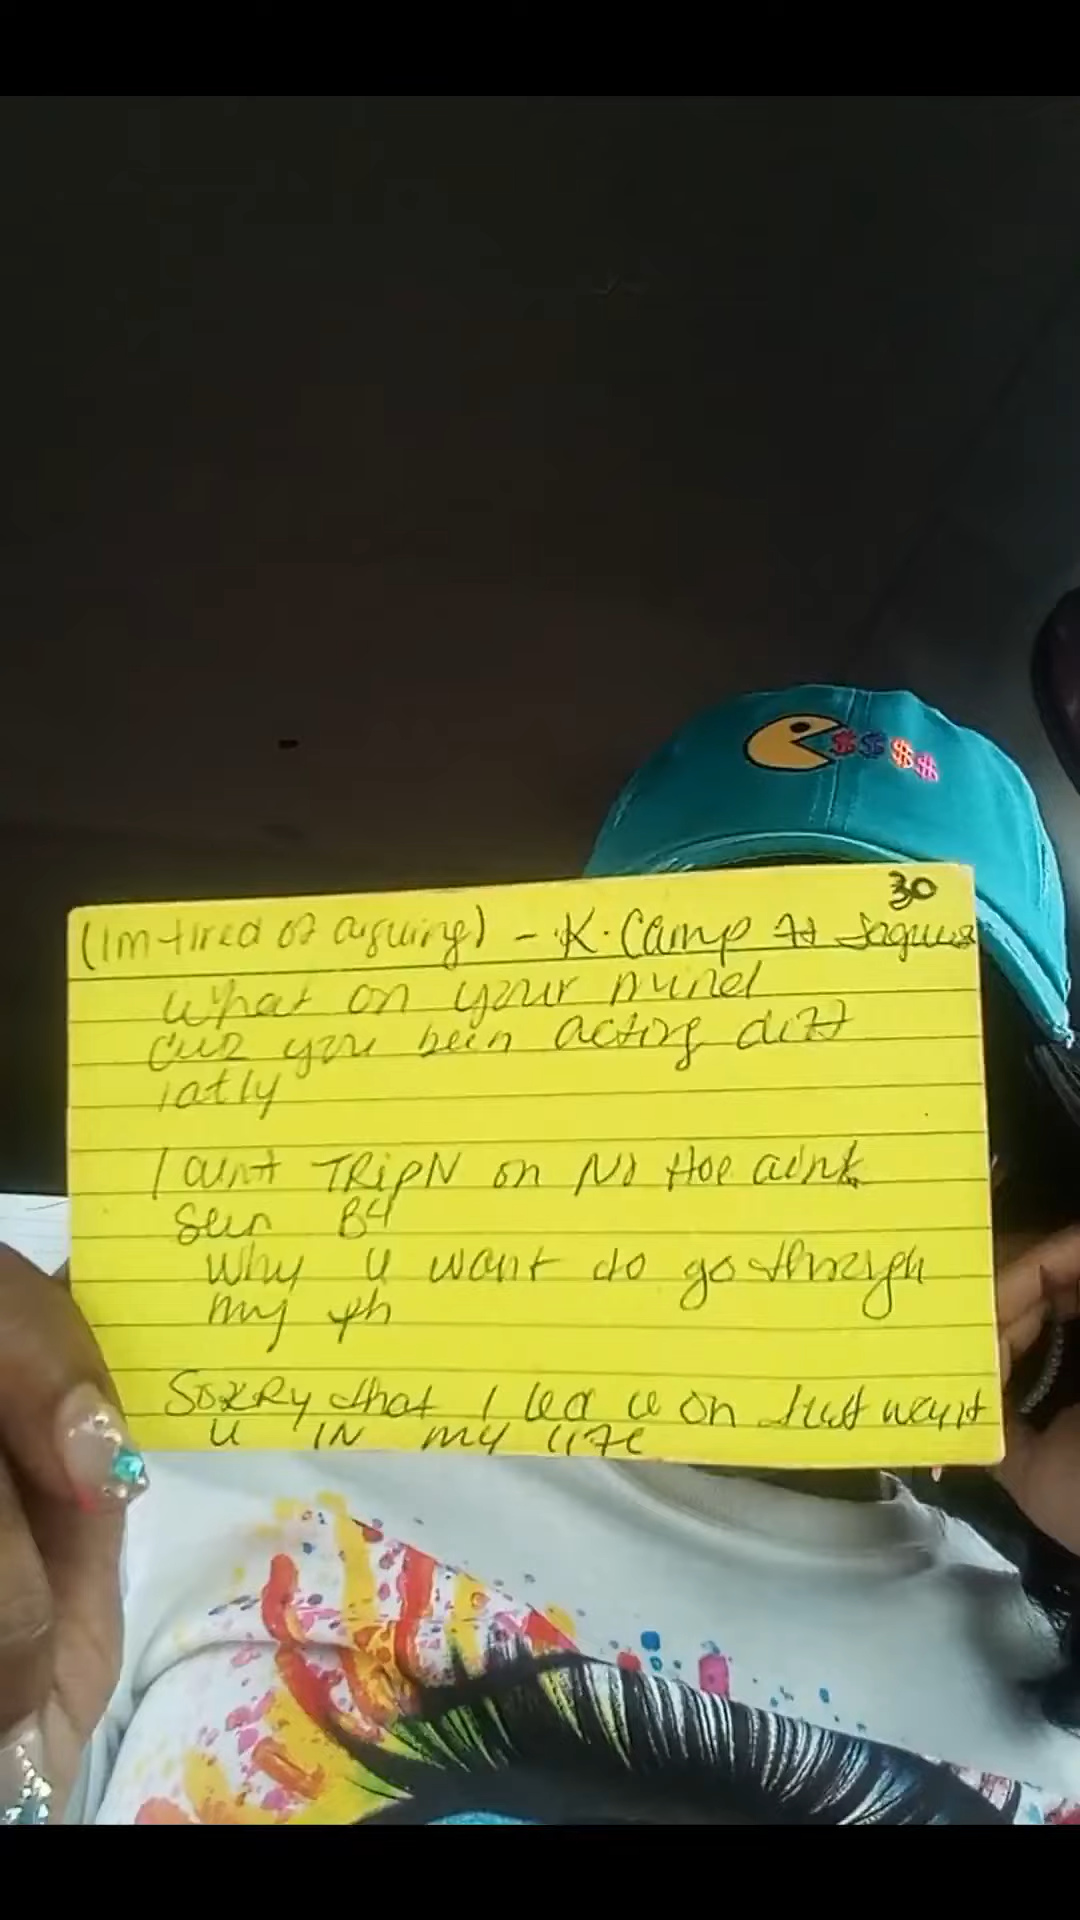 30
(Im tired of arguing) - K. Camp ft Jaquees
What on your mind
Cuz you been acting diff
latly
I aint TRIPN on No Hoe aint
seen B4
Why u want to go through
my ph
SoRRy that I led u on Just want
u IN my life
$$$$